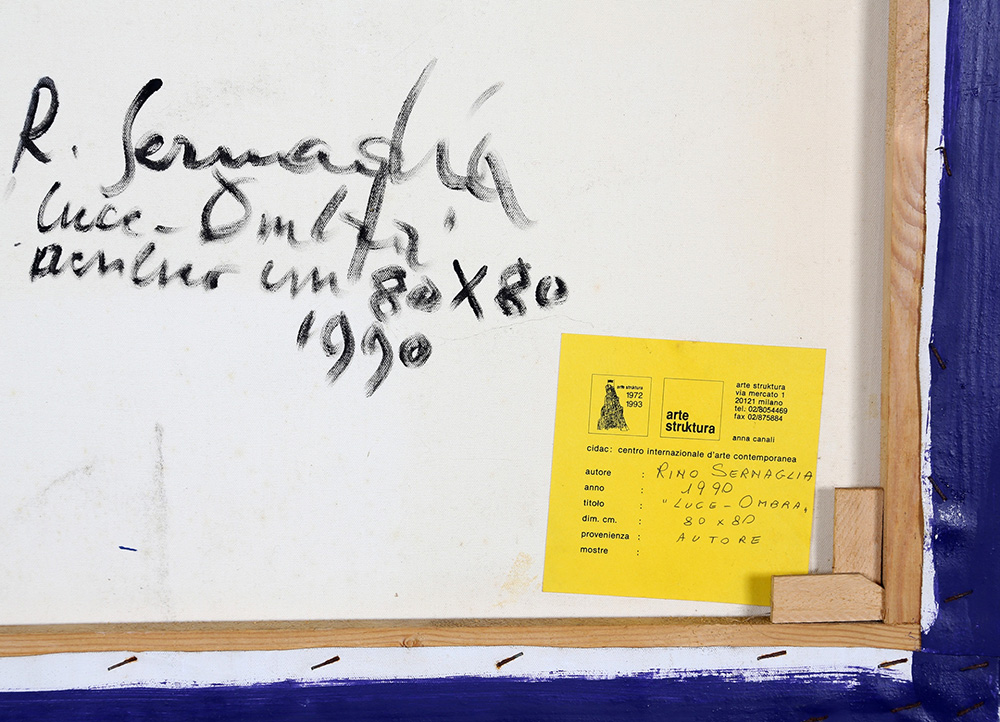 R. Sernaglia
"Luce-Ombra"
acrilico cm 80X80
1990
arte struktura
1972
1993
arte
struktura
arte struktura
via mercato 1
20121 milano
tel. 02/8054469
fax 02/875884
anna canali
cidac: centro internazionale d'arte contemporanea
autore : RINO SERNAGLIA
anno : 1990
titolo : "LUCE-OMBRA"
dim. cm. : 80 x 80
provenienza : AUTORE
mostre :